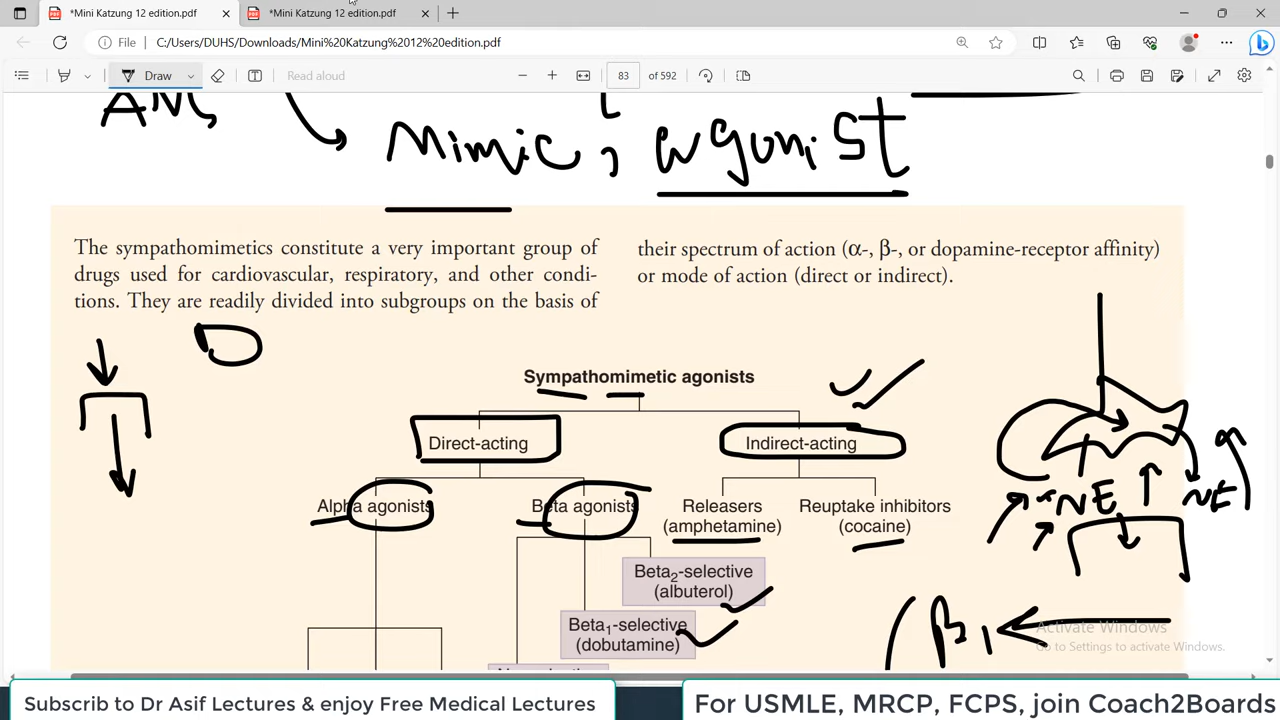 *Mini Katzung 12 edition.pdf
*Mini Katzung 12 edition.pdf
File
C:/Users/DUHS/Downloads/Mini%20Katzung%2012%20edition.pdf
Draw
Read aloud
83 of 592
ANS
Mimic ; agonist
The sympathomimetics constitute a very important group of
drugs used for cardiovascular, respiratory, and other condi-
tions. They are readily divided into subgroups on the basis of
their spectrum of action (α-, β-, or dopamine-receptor affinity)
or mode of action (direct or indirect).
Sympathomimetic agonists
Direct-acting
Indirect-acting
Alpha agonists
Beta agonists
Releasers
(amphetamine)
Reuptake inhibitors
(cocaine)
NE
NE
Beta2-selective
(albuterol)
Beta1-selective
(dobutamine)
β1
Activate Windows
Go to Settings to activate Windows.
Subscrib to Dr Asif Lectures & enjoy Free Medical Lectures
For USMLE, MRCP, FCPS, join Coach2Boards